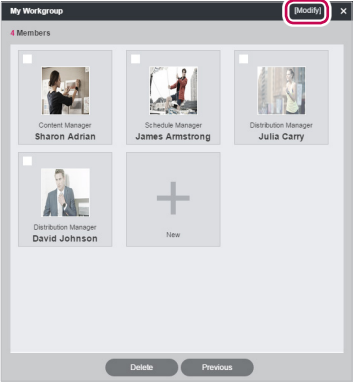 My Workgroup [Modify] ×
4 Members
Content Manager
Sharon Adrian
Schedule Manager
James Armstrong
Distribution Manager
Julia Carry
Distribution Manager
David Johnson
New
Delete Previous